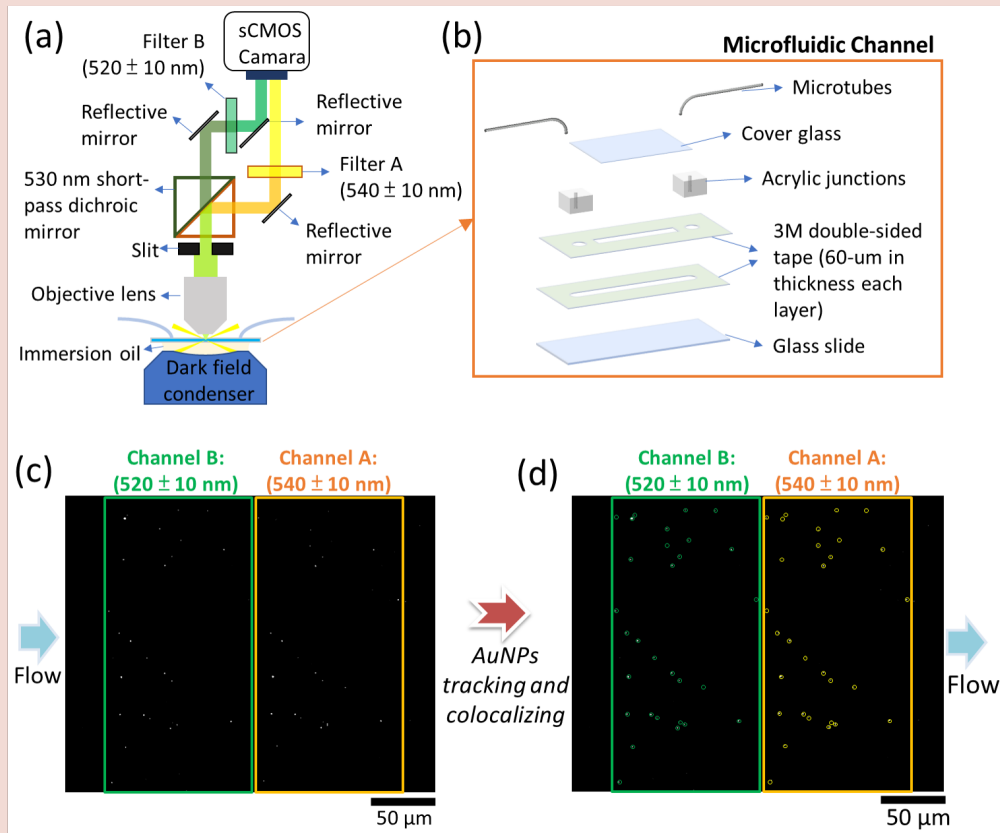 (a)
Filter B
(520 ± 10 nm)
sCMOS
Camara
Reflective
mirror
Reflective
mirror
Filter A
(540 ± 10 nm)
530 nm short-
pass dichroic
mirror
Reflective
mirror
Slit
Objective lens
Immersion oil
Dark field
condenser
(b)
Microfluidic Channel
Microtubes
Cover glass
Acrylic junctions
3M double-sided
tape (60-um in
thickness each
layer)
Glass slide
(c)
Channel B:
(520 ± 10 nm)
Channel A:
(540 ± 10 nm)
Flow
50 µm
AuNPs
tracking and
colocalizing
(d)
Channel B:
(520 ± 10 nm)
Channel A:
(540 ± 10 nm)
Flow
50 µm